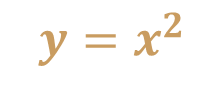 y = x²